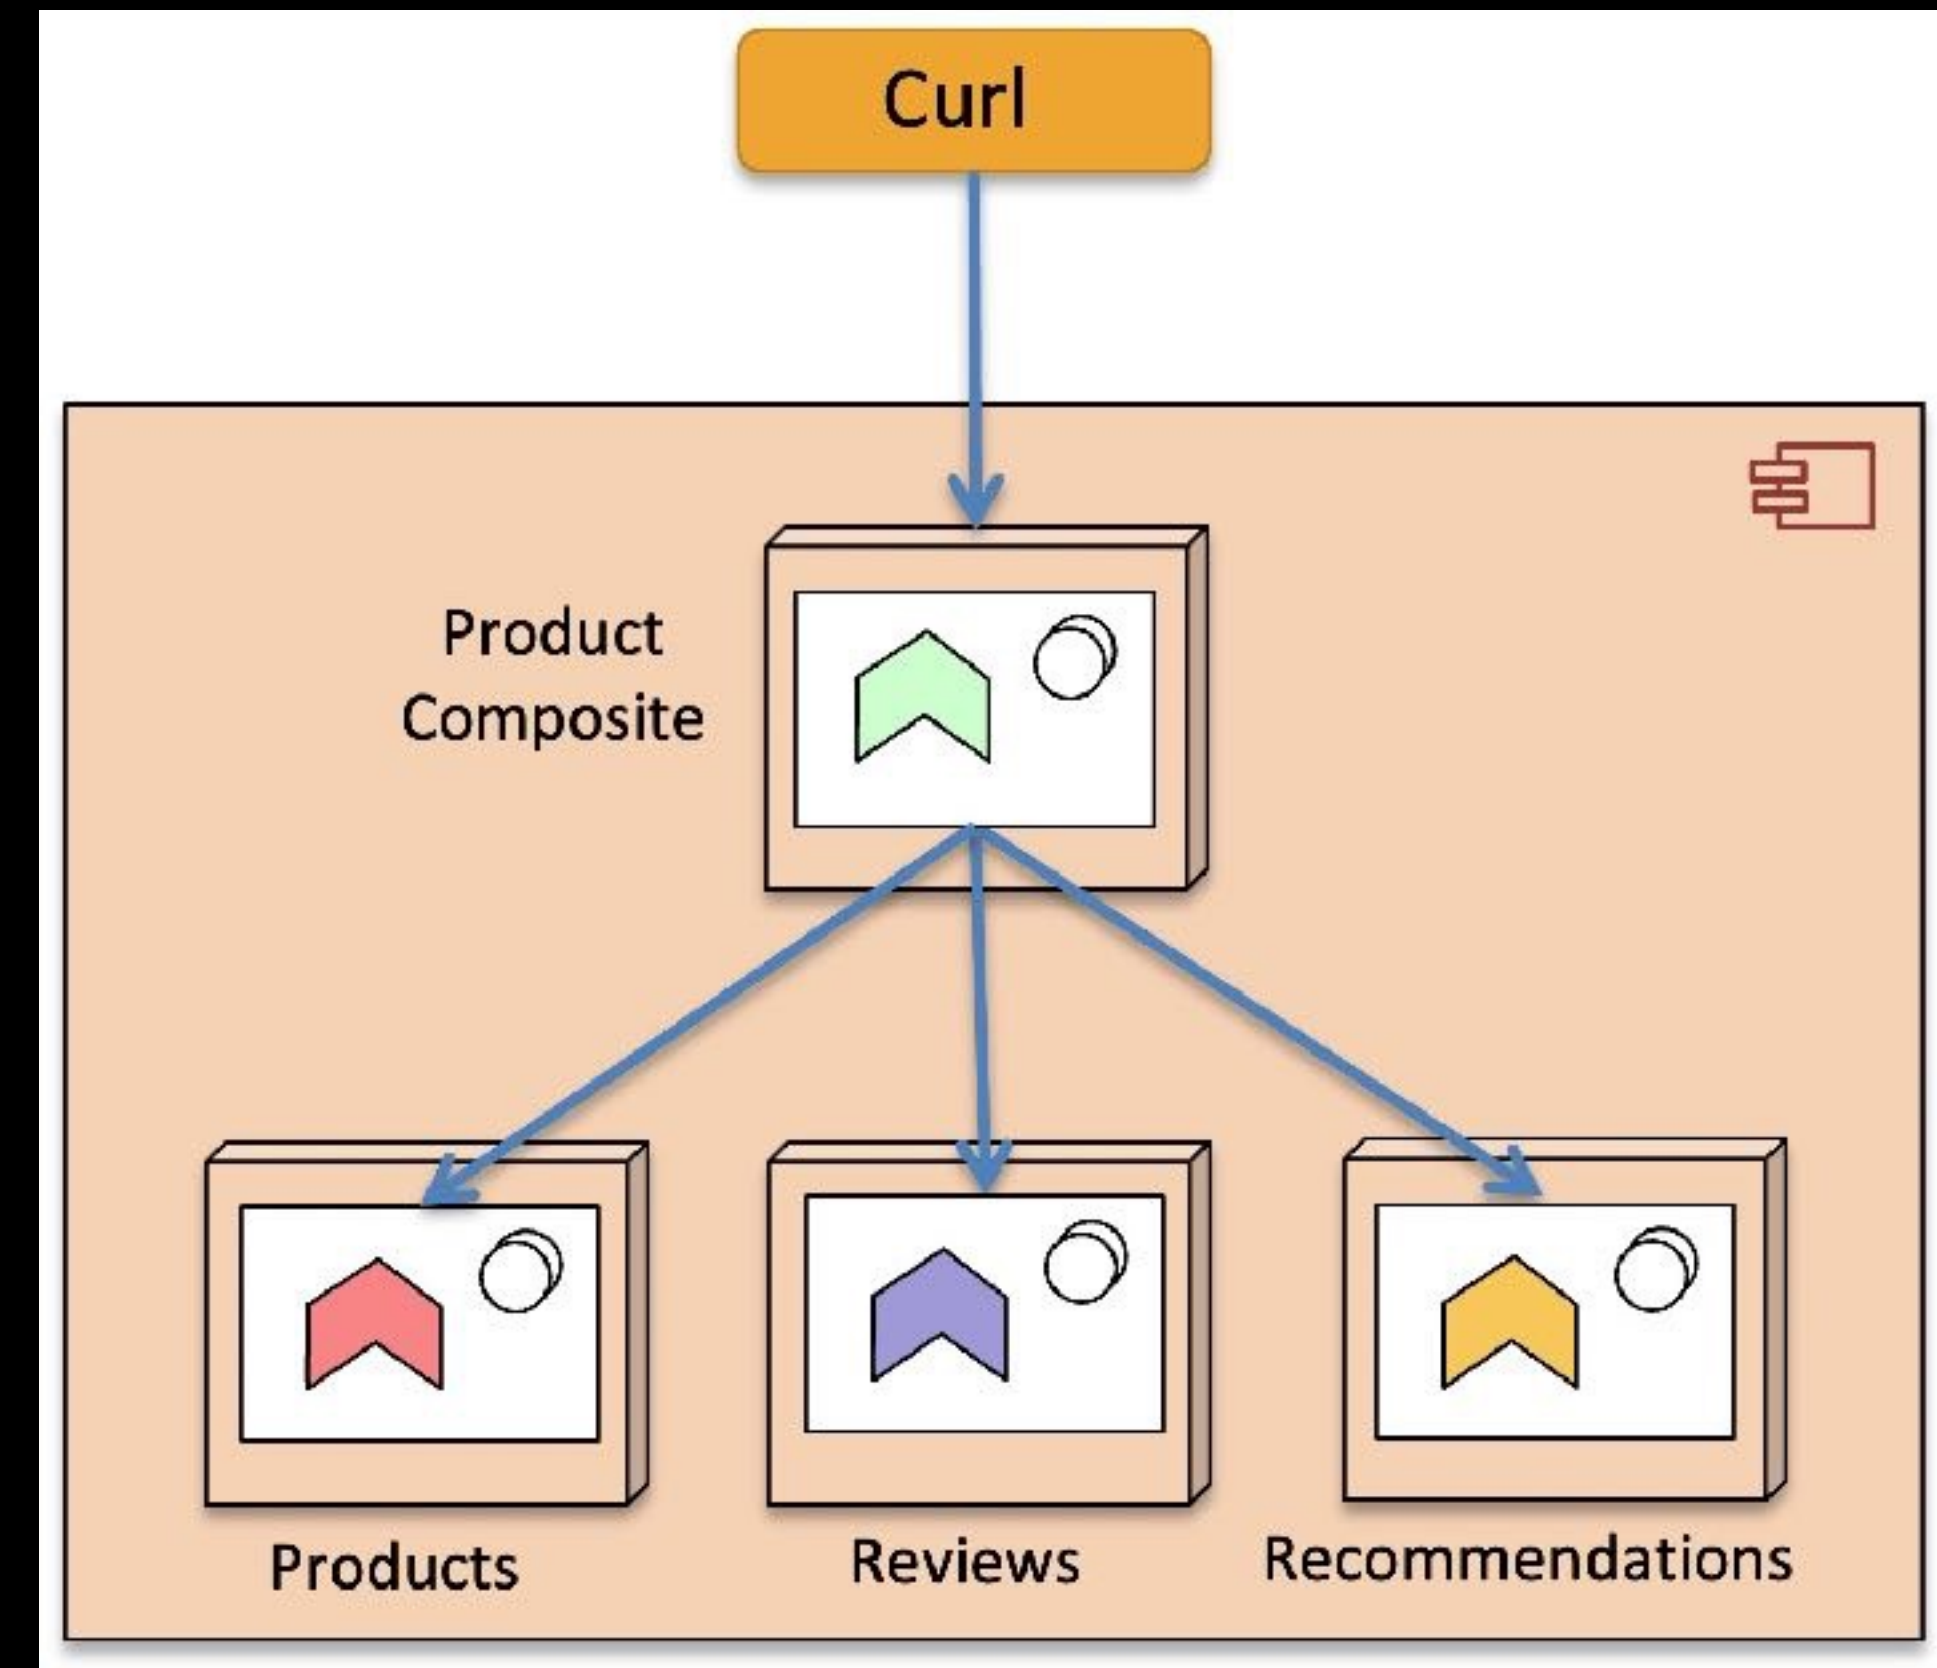 Curl
Product
Composite
Products
Reviews
Recommendations